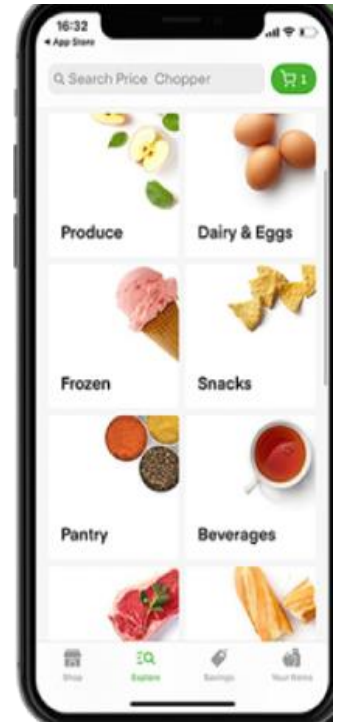 16:32
App Store
Search Price Chopper
1
Produce
Dairy & Eggs
Frozen
Snacks
Pantry
Beverages
Shop
Explore
Savings
Your Items